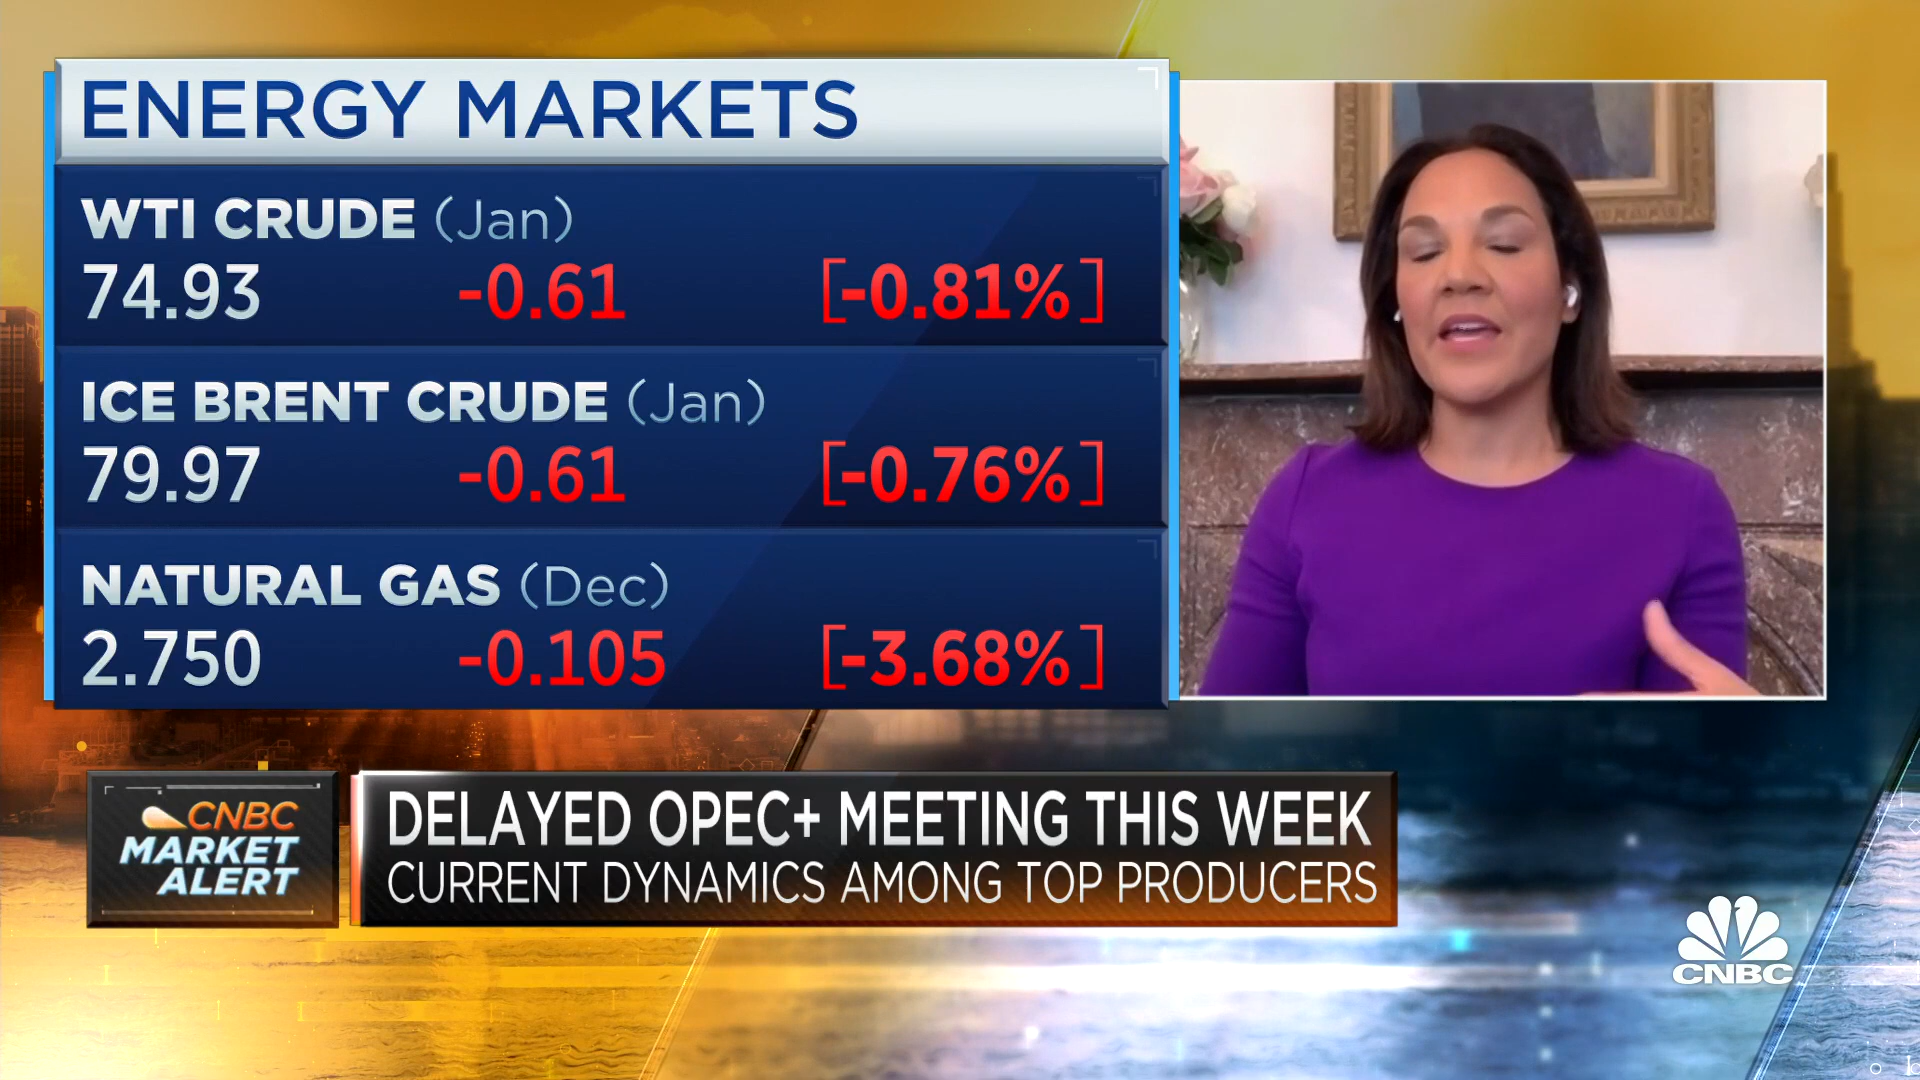 ENERGY MARKETS
WTI CRUDE (Jan)
74.93 -0.61 [-0.81%]
ICE BRENT CRUDE (Jan)
79.97 -0.61 [-0.76%]
NATURAL GAS (Dec)
2.750 -0.105 [-3.68%]
CNBC
MARKET
ALERT
DELAYED OPEC+ MEETING THIS WEEK
CURRENT DYNAMICS AMONG TOP PRODUCERS
CNBC